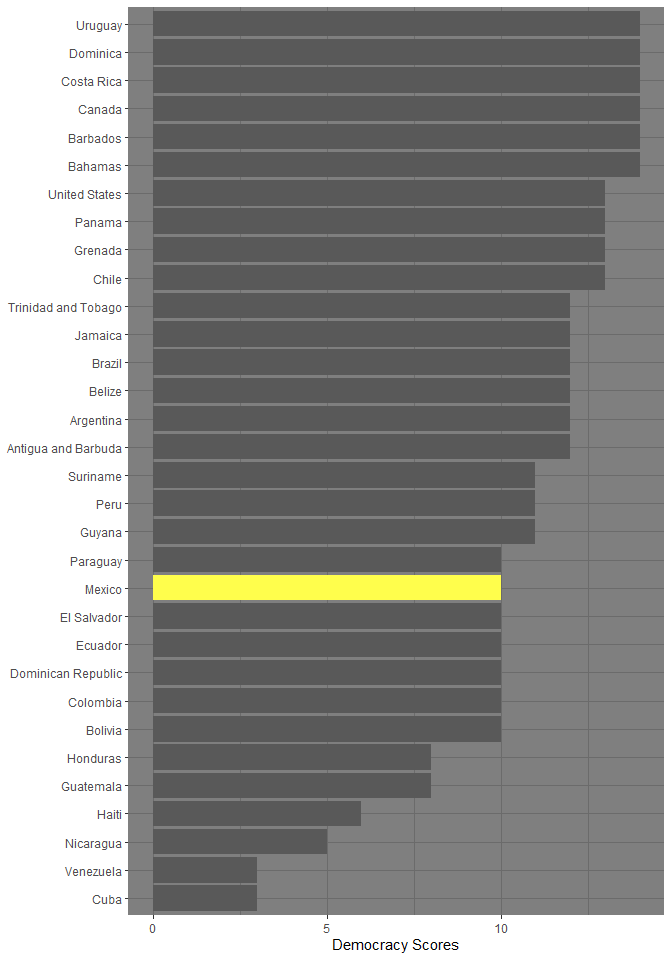 Uruguay
Dominica
Costa Rica
Canada
Barbados
Bahamas
United States
Panama
Grenada
Chile
Trinidad and Tobago
Jamaica
Brazil
Belize
Argentina
Antigua and Barbuda
Suriname
Peru
Guyana
Paraguay
Mexico
El Salvador
Ecuador
Dominican Republic
Colombia
Bolivia
Honduras
Guatemala
Haiti
Nicaragua
Venezuela
Cuba
0 5 10
Democracy Scores